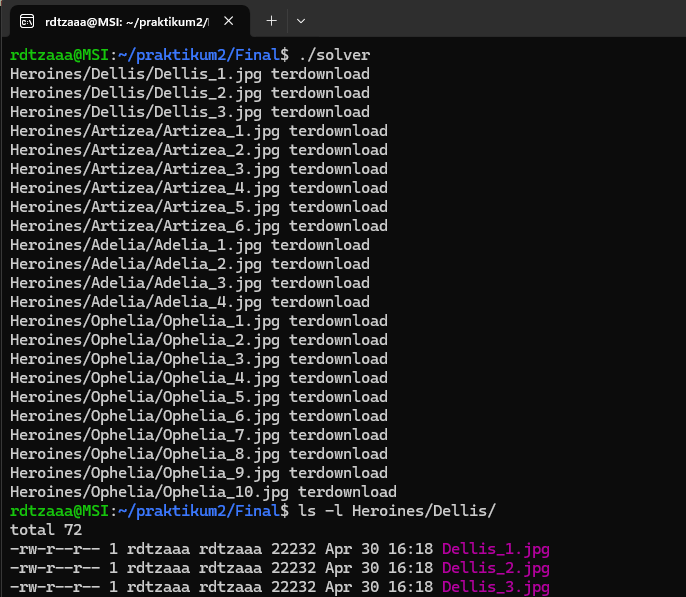 rdtzaaa@MSI: ~/praktikum2/
rdtzaaa@MSI:~/praktikum2/Final$ ./solver
Heroines/Dellis/Dellis_1.jpg terdownload
Heroines/Dellis/Dellis_2.jpg terdownload
Heroines/Dellis/Dellis_3.jpg terdownload
Heroines/Artizea/Artizea_1.jpg terdownload
Heroines/Artizea/Artizea_2.jpg terdownload
Heroines/Artizea/Artizea_3.jpg terdownload
Heroines/Artizea/Artizea_4.jpg terdownload
Heroines/Artizea/Artizea_5.jpg terdownload
Heroines/Artizea/Artizea_6.jpg terdownload
Heroines/Adelia/Adelia_1.jpg terdownload
Heroines/Adelia/Adelia_2.jpg terdownload
Heroines/Adelia/Adelia_3.jpg terdownload
Heroines/Adelia/Adelia_4.jpg terdownload
Heroines/Ophelia/Ophelia_1.jpg terdownload
Heroines/Ophelia/Ophelia_2.jpg terdownload
Heroines/Ophelia/Ophelia_3.jpg terdownload
Heroines/Ophelia/Ophelia_4.jpg terdownload
Heroines/Ophelia/Ophelia_5.jpg terdownload
Heroines/Ophelia/Ophelia_6.jpg terdownload
Heroines/Ophelia/Ophelia_7.jpg terdownload
Heroines/Ophelia/Ophelia_8.jpg terdownload
Heroines/Ophelia/Ophelia_9.jpg terdownload
Heroines/Ophelia/Ophelia_10.jpg terdownload
rdtzaaa@MSI:~/praktikum2/Final$ ls -l Heroines/Dellis/
total 72
-rw-r--r-- 1 rdtzaaa rdtzaaa 22232 Apr 30 16:18 Dellis_1.jpg
-rw-r--r-- 1 rdtzaaa rdtzaaa 22232 Apr 30 16:18 Dellis_2.jpg
-rw-r--r-- 1 rdtzaaa rdtzaaa 22232 Apr 30 16:18 Dellis_3.jpg